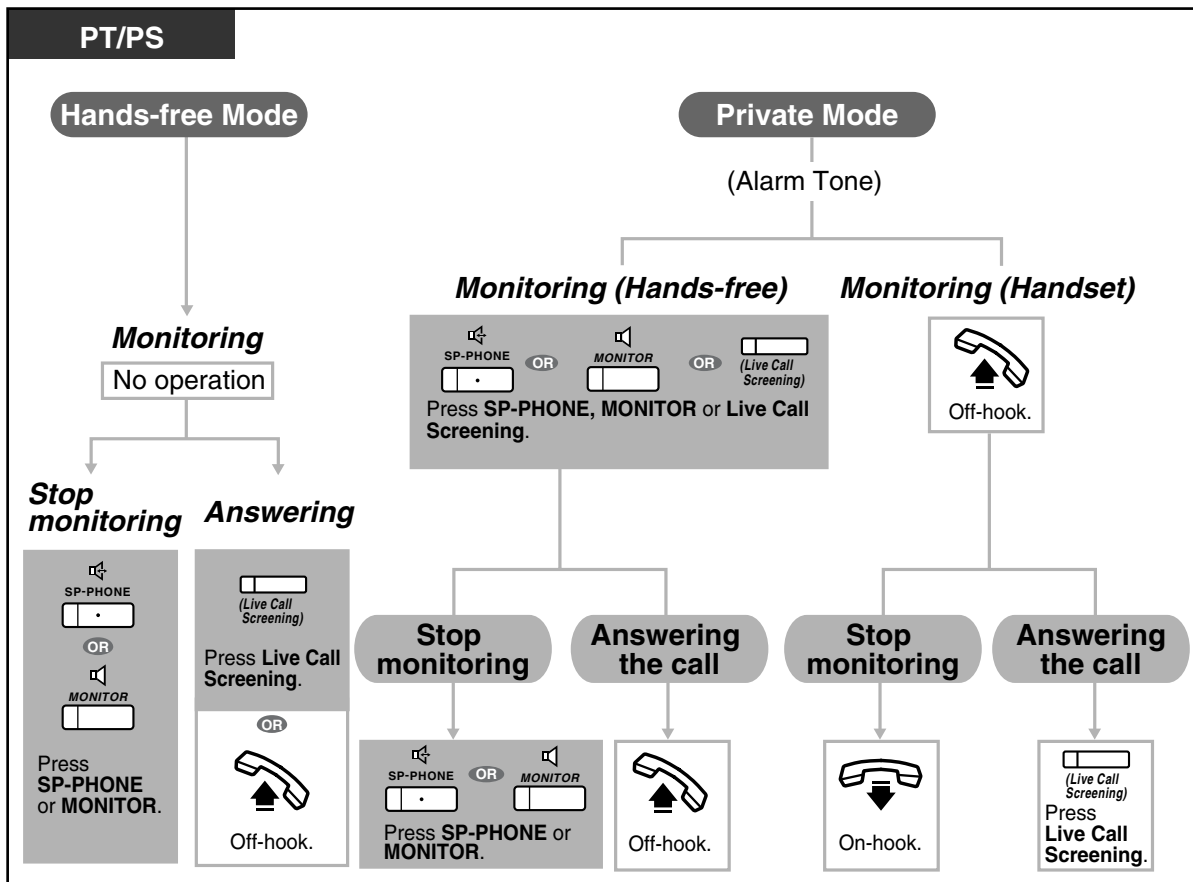 PT/PS
Hands-free Mode
Private Mode
(Alarm Tone)
Monitoring
No operation
Monitoring (Hands-free)
SP-PHONE
OR
MONITOR
OR
(Live Call
Screening)
Press SP-PHONE, MONITOR or Live Call
Screening.
Monitoring (Handset)
Off-hook.
Stop
monitoring
SP-PHONE
OR
MONITOR
Press
SP-PHONE
or MONITOR.
Answering
(Live Call
Screening)
Press Live Call
Screening.
OR
Off-hook.
Stop
monitoring
SP-PHONE
OR
MONITOR
Press SP-PHONE or
MONITOR.
Answering
the call
Off-hook.
Stop
monitoring
On-hook.
Answering
the call
(Live Call
Screening)
Press
Live Call
Screening.